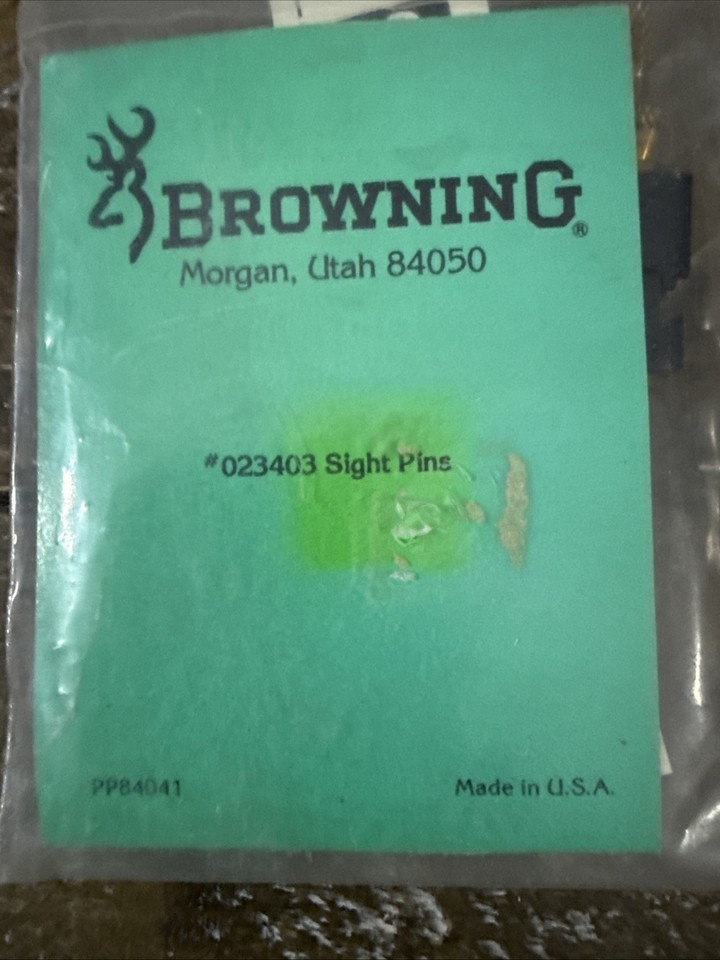 BROWNING®
Morgan, Utah 84050
#023403 Sight Pins
PP84041
Made in U.S.A.